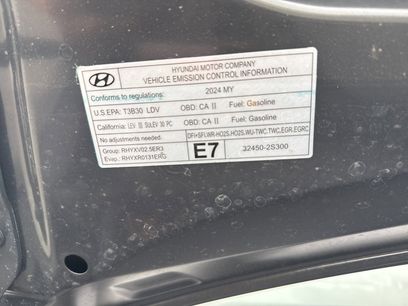 HYUNDAI MOTOR COMPANY
VEHICLE EMISSION CONTROL INFORMATION
Conforms to regulations: 2024 MY
U.S.EPA: T3B30 LDV OBD: CA II Fuel: Gasoline
California: LEV III SULEV 30 PC OBD: CA II Fuel: Gasoline
No adjustments needed. DFI+SFI,WR-HO2S,HO2S,WU-TWC,TWC,EGR,EGRC
Group: RHYXV02.5ER3 E7 32450-2S300
Evap: RHYXR0131ERG